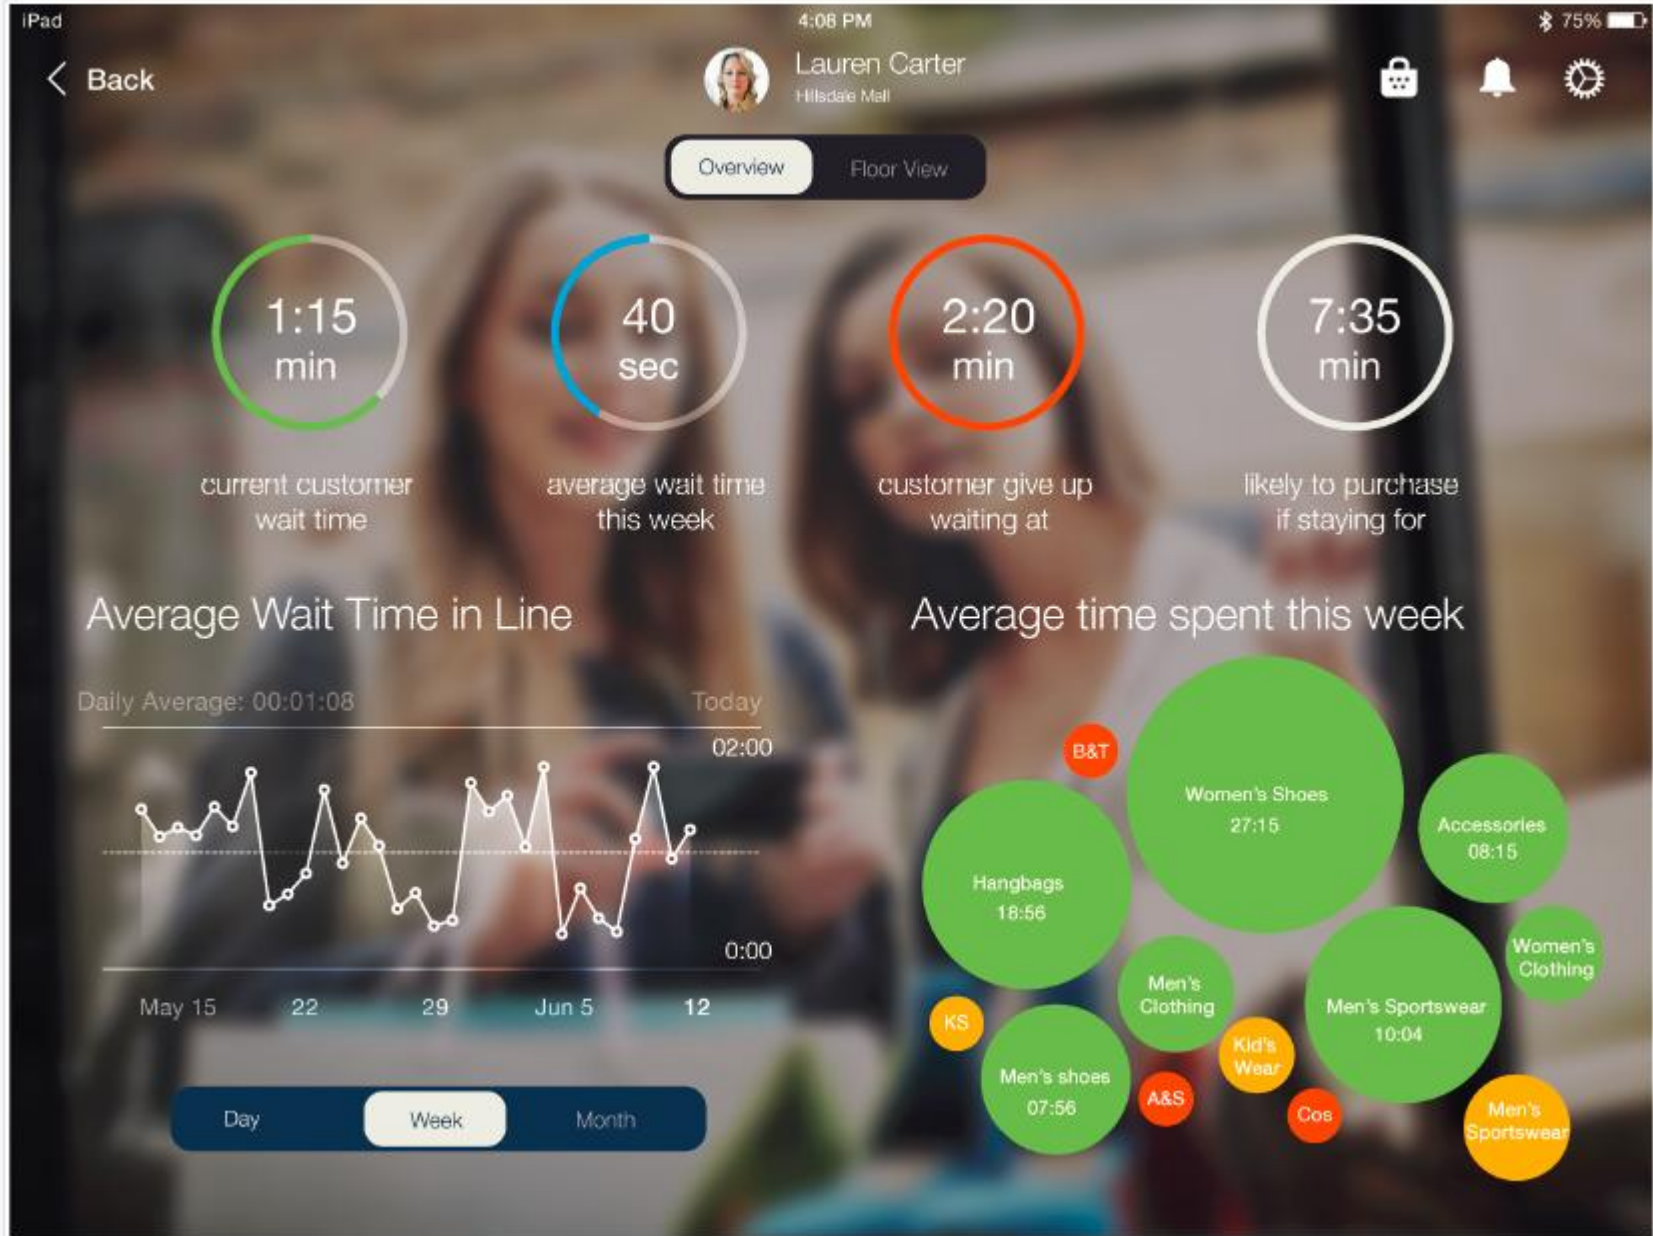 iPad
4:08 PM
75%
Back
Lauren Carter
Hillsdale Mall
Overview
Floor View
1:15
min
40
sec
2:20
min
7:35
min
current customer
wait time
average wait time
this week
customer give up
waiting at
likely to purchase
if staying for
Average Wait Time in Line
Daily Average: 00:01:08
Today
02:00
0:00
May 15
22
29
Jun 5
12
Day
Week
Month
Average time spent this week
B&T
Women's Shoes
27:15
Accessories
08:15
Hangbags
18:56
Women's
Clothing
Men's
Clothing
Men's Sportswear
10:04
KS
Kid's
Wear
Men's shoes
07:56
A&S
Cos
Men's
Sportswear